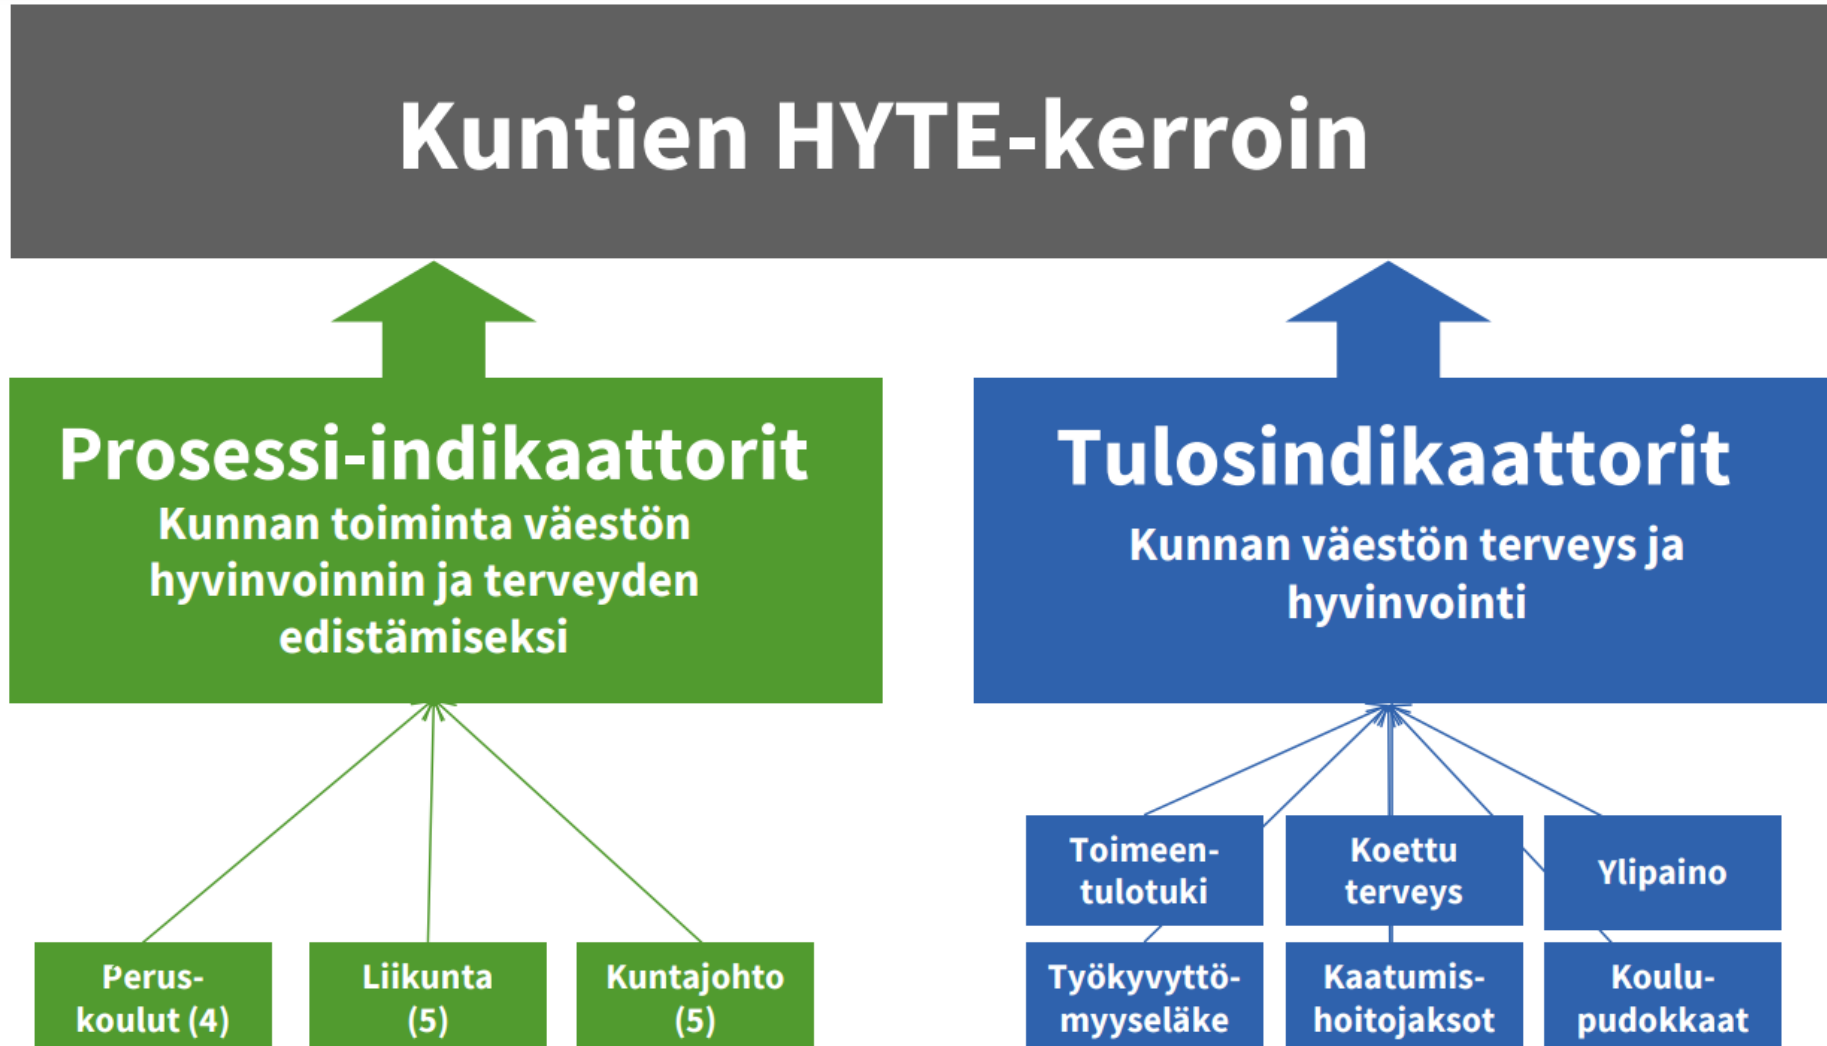 Kuntien HYTE-kerroin
Prosessi-indikaattorit
Kunnan toiminta väestön
hyvinvoinnin ja terveyden
edistämiseksi
Tulosindikaattorit
Kunnan väestön terveys ja
hyvinvointi
Perus-
koulut (4)
Liikunta
(5)
Kuntajohto
(5)
Toimeen-
tulotuki
Koettu
terveys
Ylipaino
Työkyvyttö-
myyseläke
Kaatumis-
hoitojaksot
Koulu-
pudokkaat